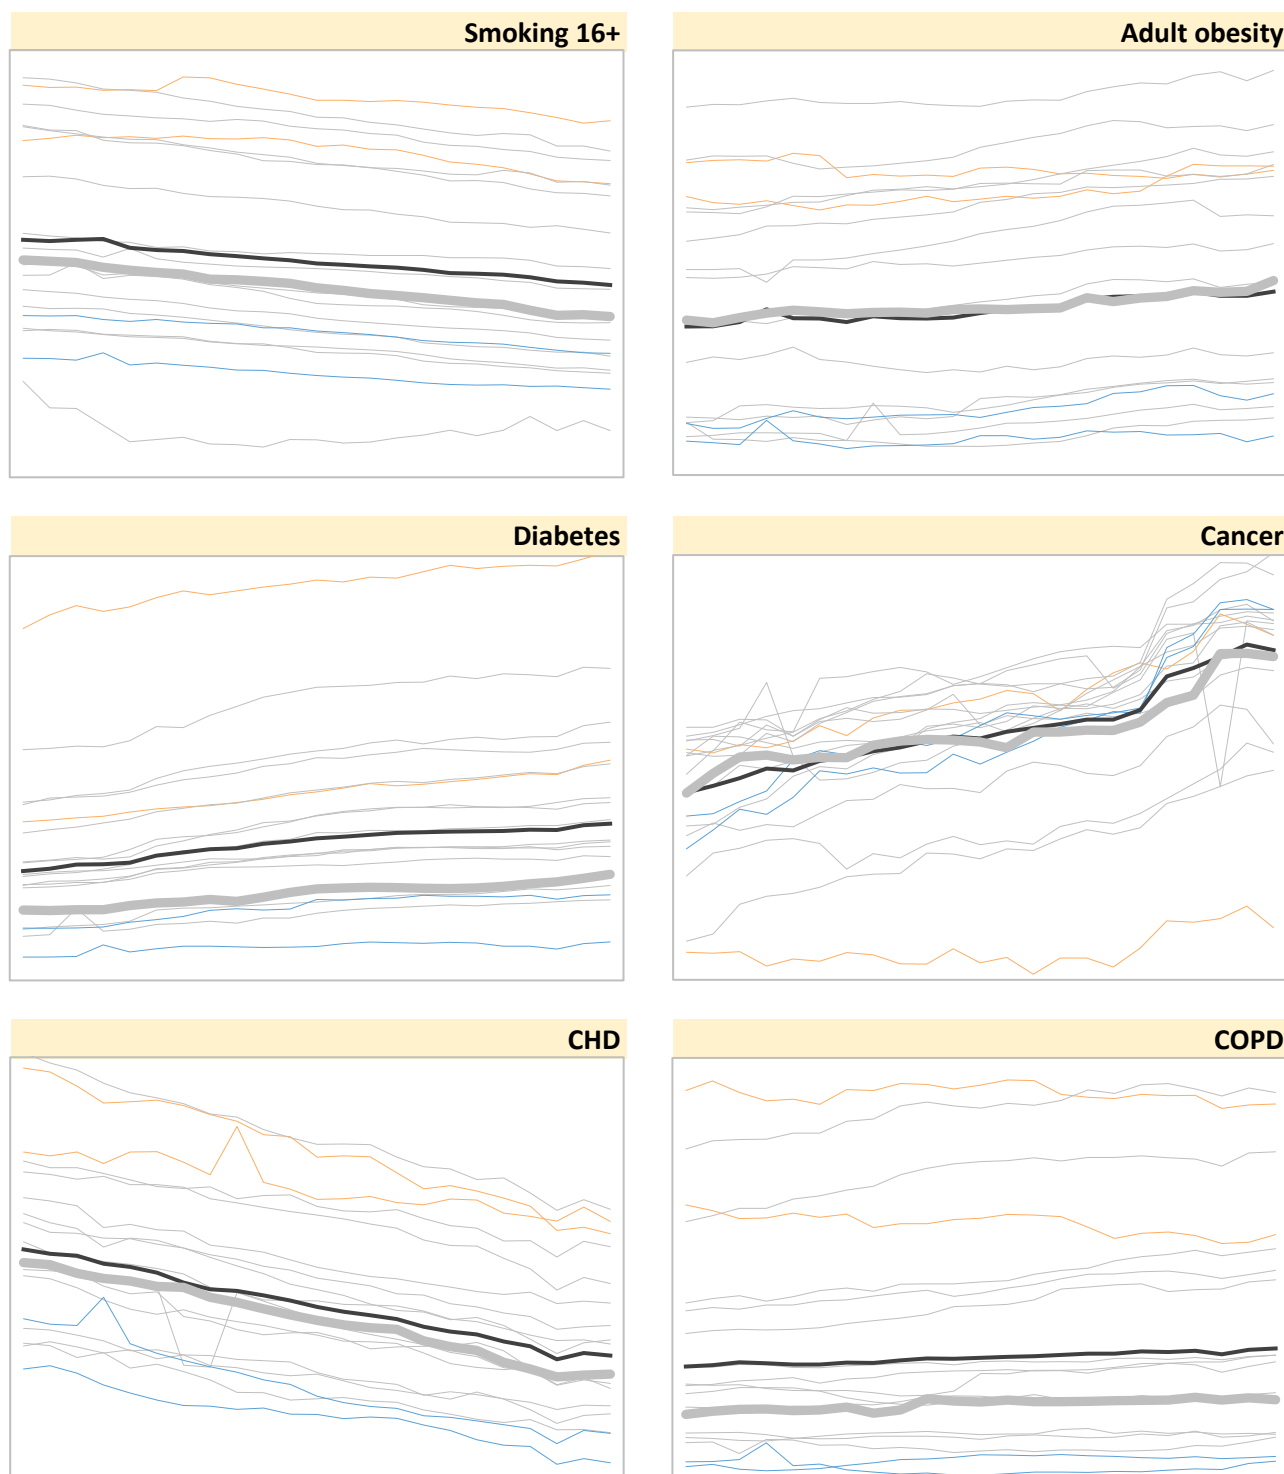 Smoking 16+
Adult obesity
Diabetes
Cancer
CHD
COPD